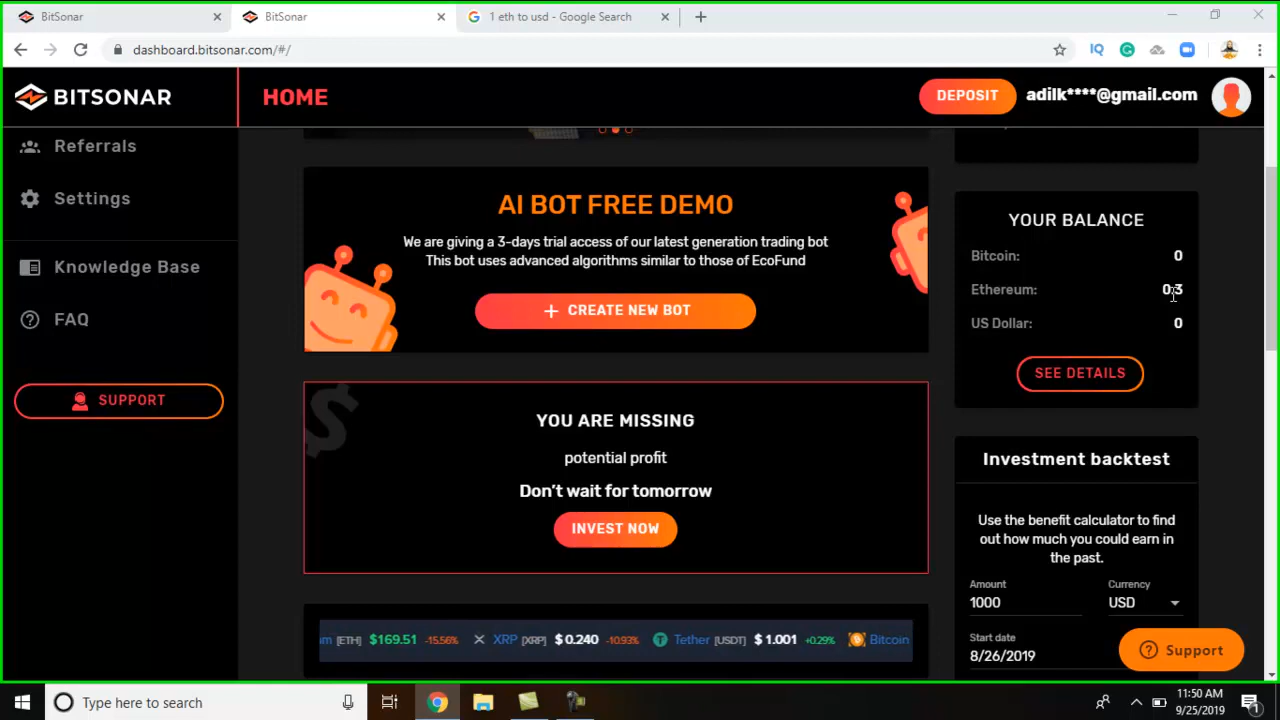 BitSonar
BitSonar
1 eth to usd - Google Search
dashboard.bitsonar.com/#/
BITSONAR
HOME
DEPOSIT
adilk****@gmail.com
Referrals
Settings
Knowledge Base
FAQ
SUPPORT
AI BOT FREE DEMO
We are giving a 3-days trial access of our latest generation trading bot
This bot uses advanced algorithms similar to those of EcoFund
CREATE NEW BOT
YOU ARE MISSING
potential profit
Don't wait for tomorrow
INVEST NOW
[ETH] $169.51 -15.56% XRP [XRP] $ 0.240 -10.93% Tether [USDT] $ 1.001 +0.29% Bitcoin
YOUR BALANCE
Bitcoin: 0
Ethereum: 0.3
US Dollar: 0
SEE DETAILS
Investment backtest
Use the benefit calculator to find
out how much you could earn in
the past.
Amount Currency
1000 USD
Start date
8/26/2019
Support
Type here to search
11:50 AM
9/25/2019